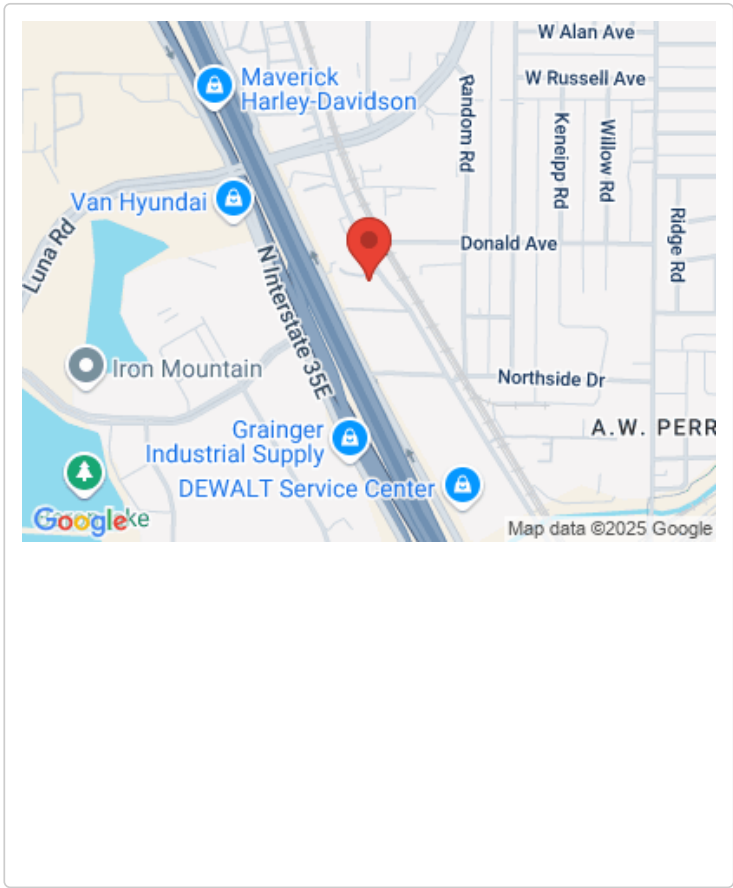 W Alan Ave
Maverick
Harley-Davidson
W Russell Ave
Random Rd
Keneipp Rd
Willow Rd
Van Hyundai
Luna Rd
Ridge Rd
Donald Ave
N Interstate 35E
Iron Mountain
Northside Dr
Grainger
Industrial Supply
A.W. PERR
DEWALT Service Center
Google
Map data ©2025 Google